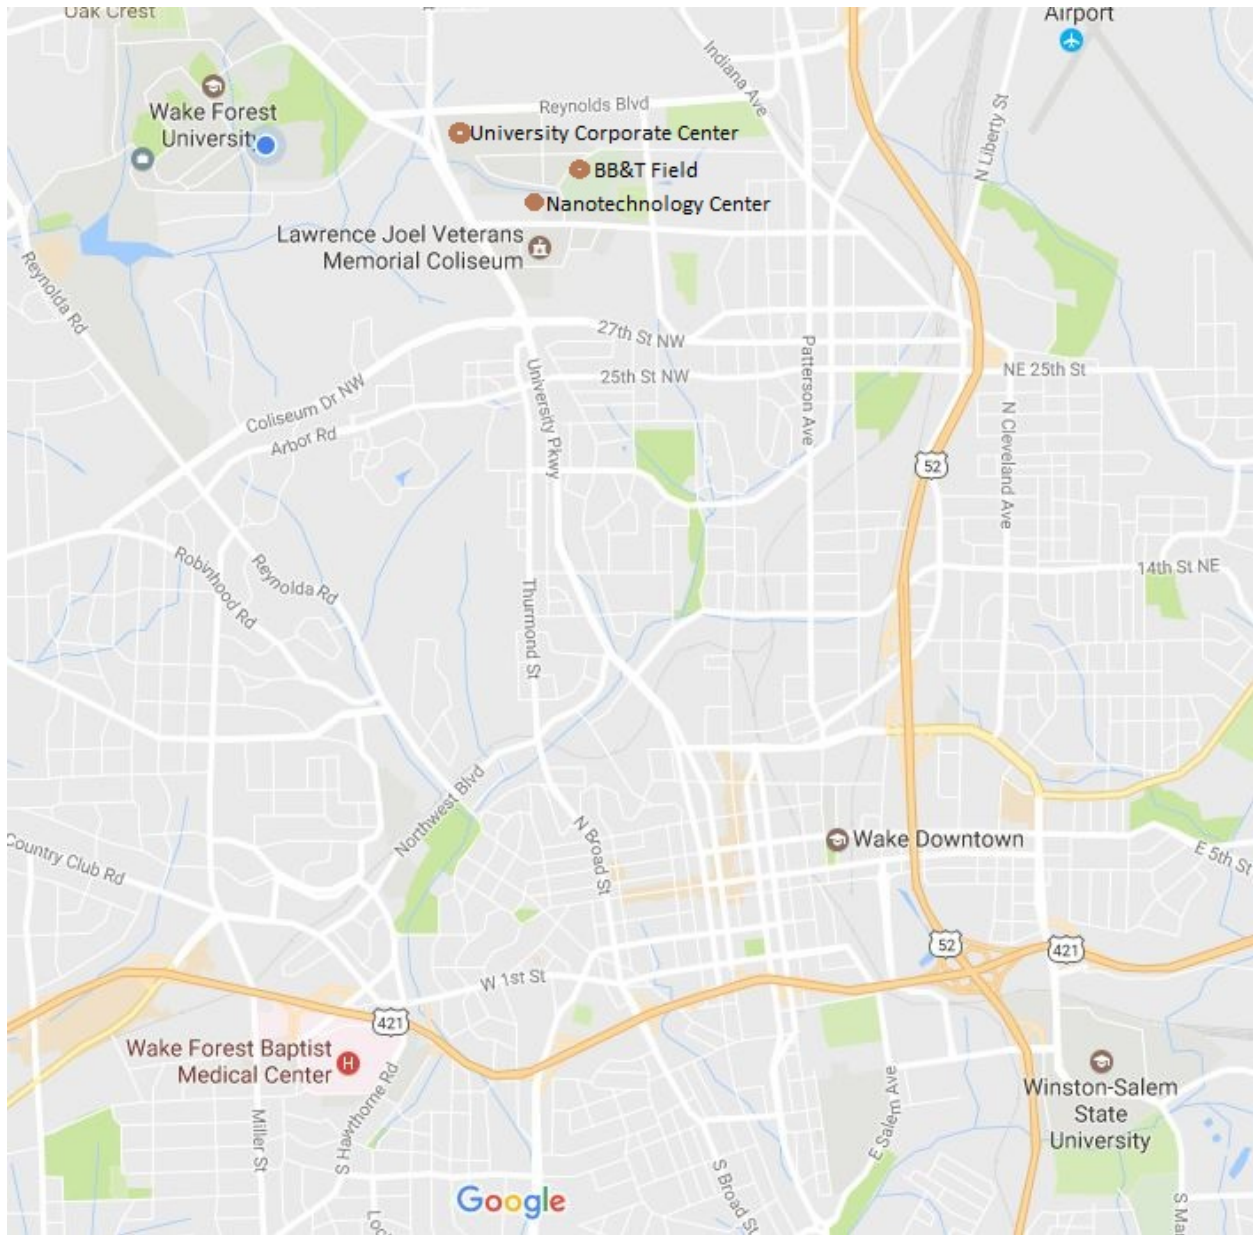 Oak Crest
Airport
Indiana Ave
Wake Forest
University
Reynolds Blvd
University Corporate Center
BB&T Field
Nanotechnology Center
N Liberty St
Lawrence Joel Veterans
Memorial Coliseum
Reynolda Rd
27th St NW
25th St NW
Patterson Ave
NE 25th St
Coliseum Dr NW
Arbor Rd
University Pkwy
N Cleveland Ave
52
Robinhood Rd
Reynolda Rd
Thurmond St
14th St NE
Northwest Blvd
N Broad St
Wake Downtown
E 5th St
Country Club Rd
52
421
W 1st St
421
Wake Forest Baptist
Medical Center
H
S Hawthorne Rd
Miller St
E Salem Ave
Winston-Salem
State
University
S Broad St
Google
S Ma
Loc